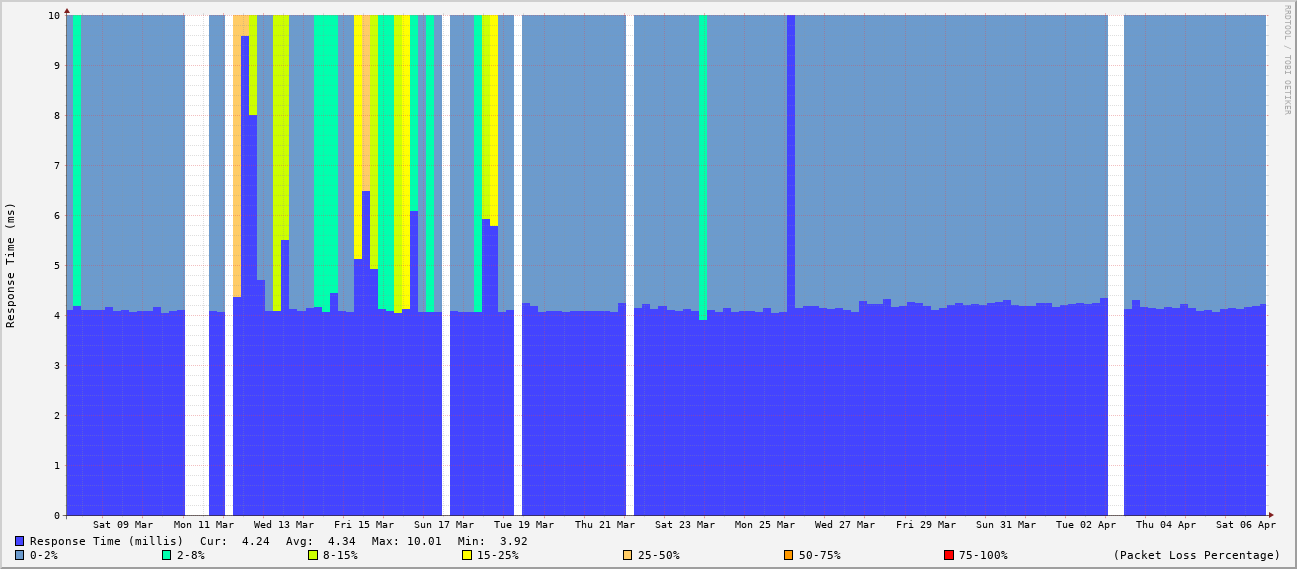 RRDTOOL / TOBI OETIKER
Response Time (ms)
10
9
8
7
6
5
4
3
2
1
0
Sat 09 Mar Mon 11 Mar Wed 13 Mar Fri 15 Mar Sun 17 Mar Tue 19 Mar Thu 21 Mar Sat 23 Mar Mon 25 Mar Wed 27 Mar Fri 29 Mar Sun 31 Mar Tue 02 Apr Thu 04 Apr Sat 06 Apr
Response Time (millis) Cur: 4.24 Avg: 4.34 Max: 10.01 Min: 3.92
0-2% 2-8% 8-15% 15-25% 25-50% 50-75% 75-100% (Packet Loss Percentage)